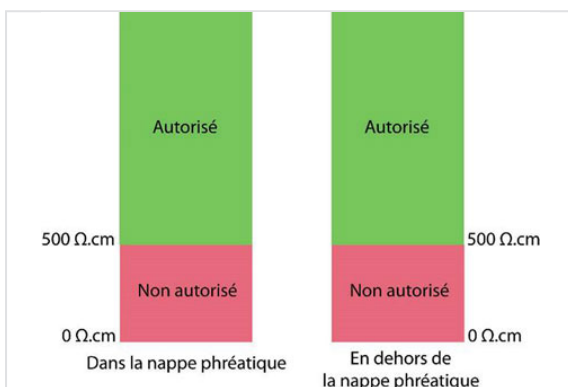 Autorisé
Autorisé
500 Ω.cm
500 Ω.cm
Non autorisé
Non autorisé
0 Ω.cm
0 Ω.cm
Dans la nappe phréatique
En dehors de
la nappe phréatique